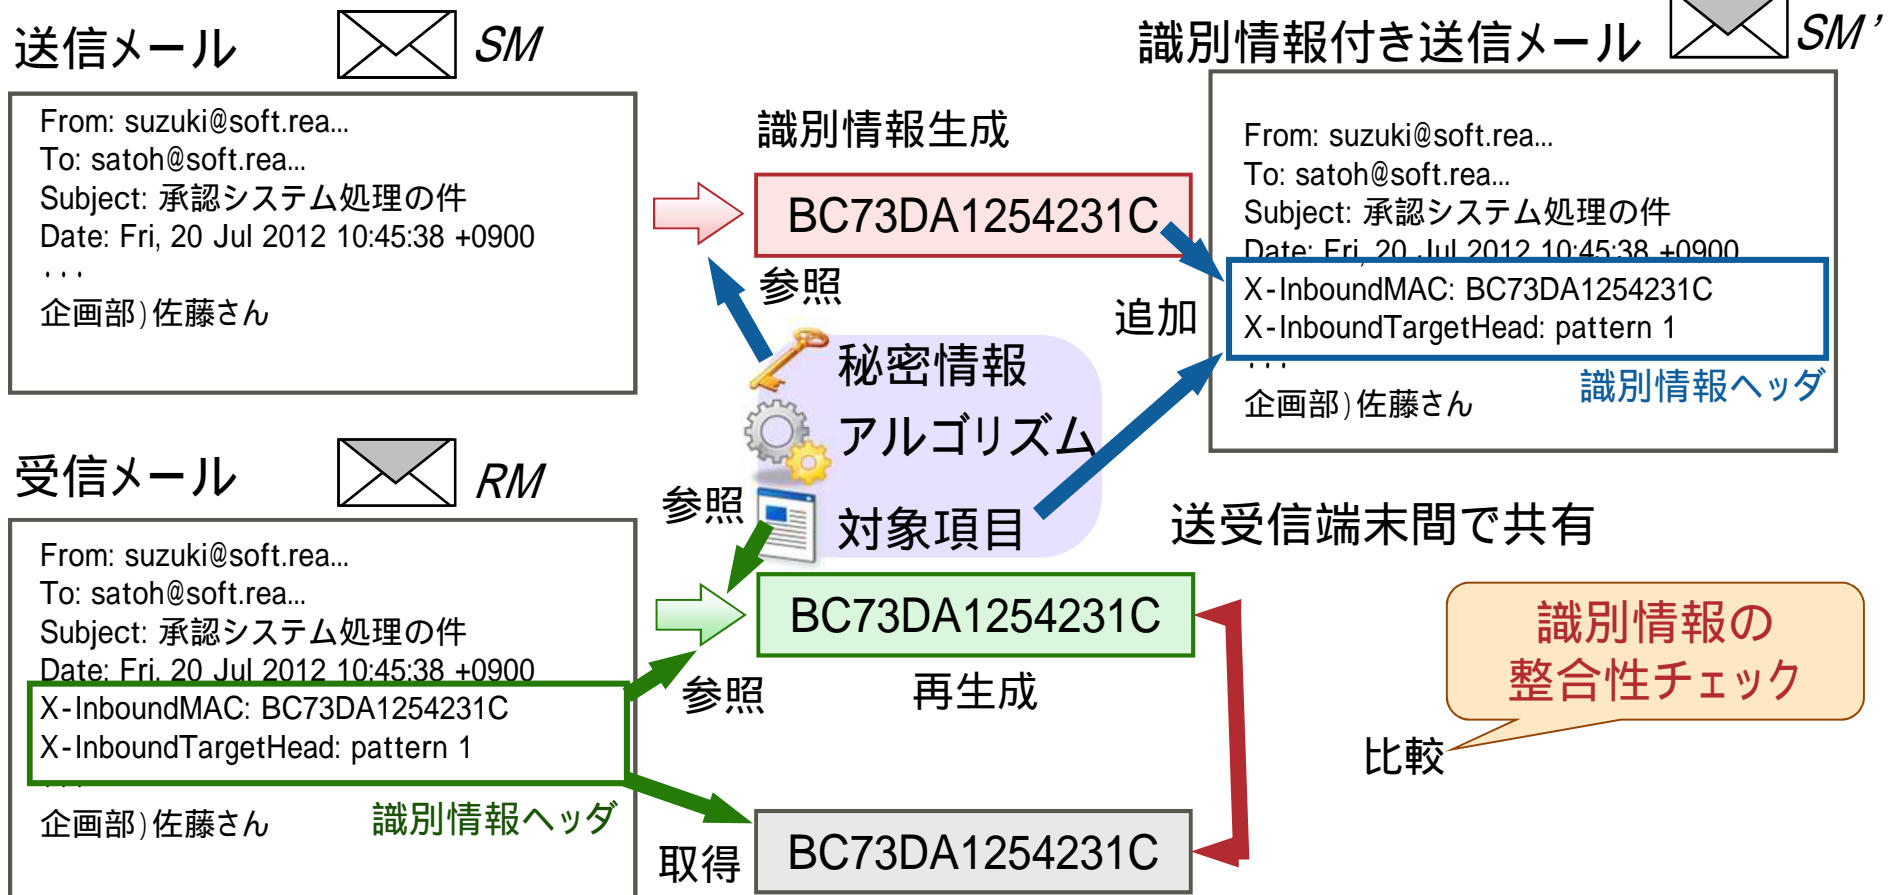 送信メール
SM
From: suzuki@soft.rea...
To: satoh@soft.rea...
Subject: 承認システム処理の件
Date: Fri, 20 Jul 2012 10:45:38 +0900
...
企画部)佐藤さん
識別情報生成
BC73DA1254231C
参照
秘密情報
アルゴリズム
対象項目
追加
識別情報付き送信メール
SM’
From: suzuki@soft.rea...
To: satoh@soft.rea...
Subject: 承認システム処理の件
Date: Fri, 20 Jul 2012 10:45:38 +0900
X-InboundMAC: BC73DA1254231C
X-InboundTargetHead: pattern 1
...
企画部)佐藤さん
識別情報ヘッダ
送受信端末間で共有
受信メール
RM
From: suzuki@soft.rea...
To: satoh@soft.rea...
Subject: 承認システム処理の件
Date: Fri, 20 Jul 2012 10:45:38 +0900
X-InboundMAC: BC73DA1254231C
X-InboundTargetHead: pattern 1
...
企画部)佐藤さん
識別情報ヘッダ
参照
BC73DA1254231C
参照
再生成
取得
BC73DA1254231C
比較
識別情報の
整合性チェック